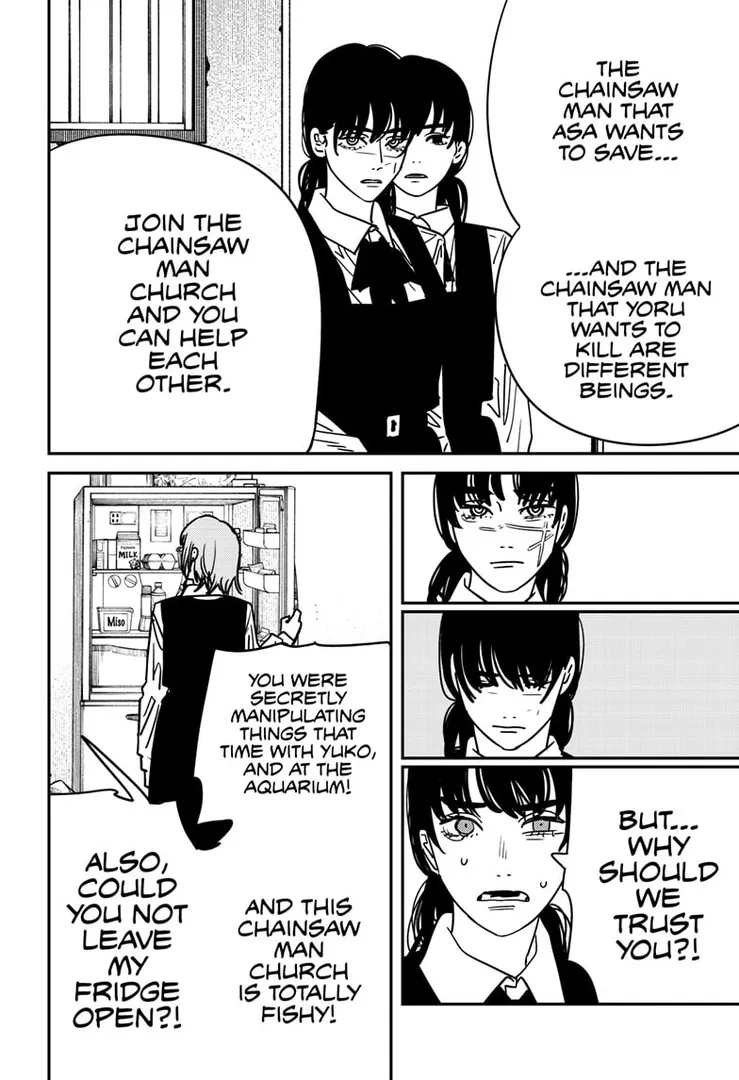 THE
CHAINSAW
MAN THAT
ASA WANTS
TO SAVE...
...AND THE
CHAINSAW MAN
THAT YORU
WANTS TO
KILL ARE
DIFFERENT
BEINGS.
JOIN THE
CHAINSAW
MAN
CHURCH
AND YOU
CAN HELP
EACH
OTHER.
BUT...
WHY
SHOULD
WE
TRUST
YOU?!
MILK
Miso
YOU WERE
SECRETLY
MANIPULATING
THINGS THAT
TIME WITH YUKO,
AND AT THE
AQUARIUM!
AND THIS
CHAINSAW
MAN
CHURCH
IS TOTALLY
FISHY!
ALSO,
COULD
YOU NOT
LEAVE
MY
FRIDGE
OPEN?!